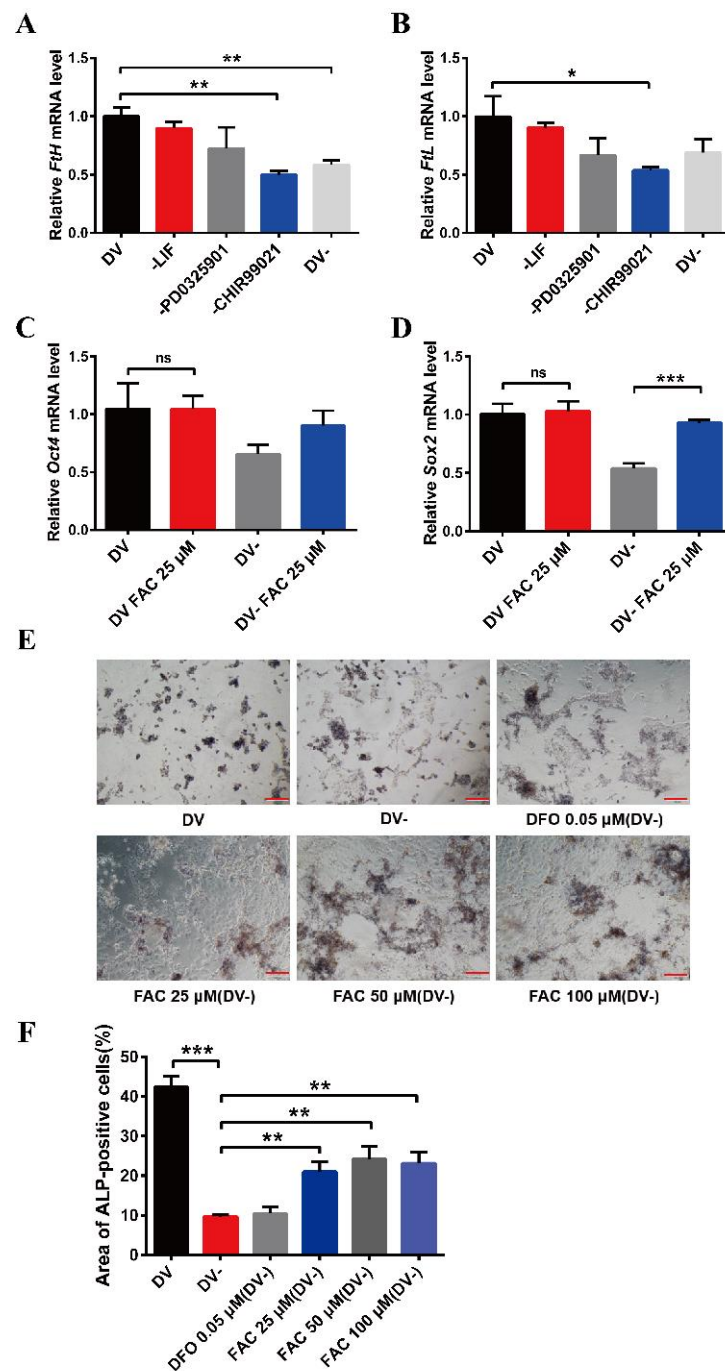 A
Relative FtH mRNA level
1.5
1.0
0.5
0.0
**
**
DV
-LIF
-PD0325901
-CHIR99021
DV-
B
Relative FtL mRNA level
1.5
1.0
0.5
0.0
*
DV
-LIF
-PD0325901
-CHIR99021
DV-
C
Relative Oct4 mRNA level
1.5
1.0
0.5
0.0
ns
DV
DV FAC 25 µM
DV-
DV- FAC 25 µM
D
Relative Sox2 mRNA level
1.5
1.0
0.5
0.0
ns
***
DV
DV FAC 25 µM
DV-
DV- FAC 25 µM
E
DV
DV-
DFO 0.05 µM(DV-)
FAC 25 µM(DV-)
FAC 50 µM(DV-)
FAC 100 µM(DV-)
F
Area of ALP-positive cells(%)
50
40
30
20
10
0
***
**
**
**
DV
DV-
DFO 0.05 µM(DV-)
FAC 25 µM(DV-)
FAC 50 µM(DV-)
FAC 100 µM(DV-)